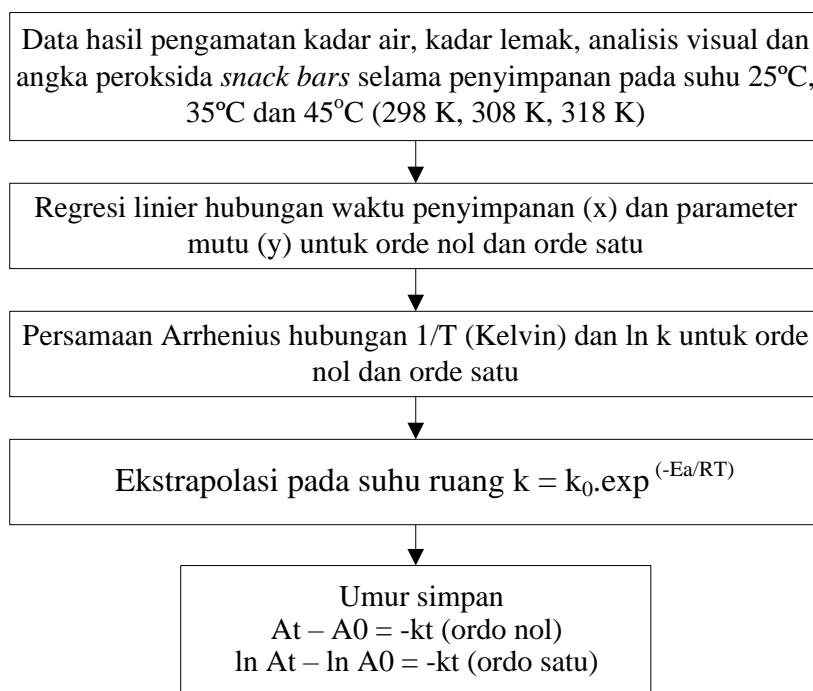 Data hasil pengamatan kadar air, kadar lemak, analisis visual dan
angka peroksida snack bars selama penyimpanan pada suhu 25ºC,
35ºC dan 45°C (298 K, 308 K, 318 K)
Regresi linier hubungan waktu penyimpanan (x) dan parameter
mutu (y) untuk orde nol dan orde satu
Persamaan Arrhenius hubungan 1/T (Kelvin) dan ln k untuk orde
nol dan orde satu
Ekstrapolasi pada suhu ruang k = k₀.exp (-Ea/RT)
Umur simpan
At – A0 = -kt (ordo nol)
ln At – ln A0 = -kt (ordo satu)